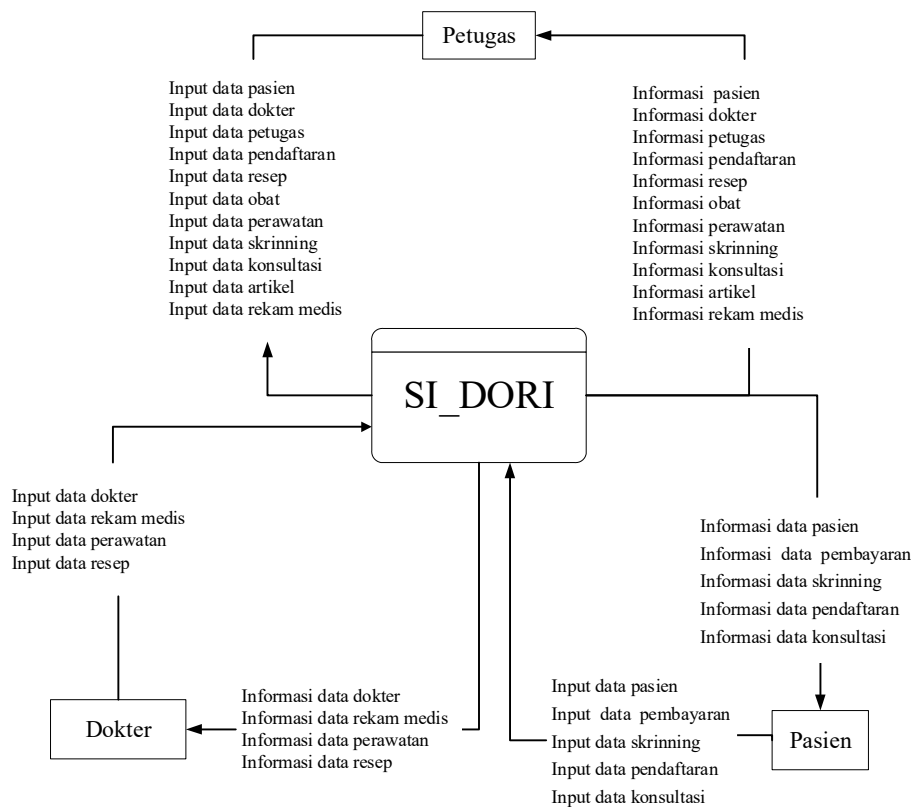 Petugas
Input data pasien
Input data dokter
Input data petugas
Input data pendaftaran
Input data resep
Input data obat
Input data perawatan
Input data skrinning
Input data konsultasi
Input data artikel
Input data rekam medis
Informasi pasien
Informasi dokter
Informasi petugas
Informasi pendaftaran
Informasi resep
Informasi obat
Informasi perawatan
Informasi skrinning
Informasi konsultasi
Informasi artikel
Informasi rekam medis
SI_DORI
Input data dokter
Input data rekam medis
Input data perawatan
Input data resep
Informasi data pasien
Informasi data pembayaran
Informasi data skrinning
Informasi data pendaftaran
Informasi data konsultasi
Dokter
Informasi data dokter
Informasi data rekam medis
Informasi data perawatan
Informasi data resep
Input data pasien
Input data pembayaran
Input data skrinning
Input data pendaftaran
Input data konsultasi
Pasien